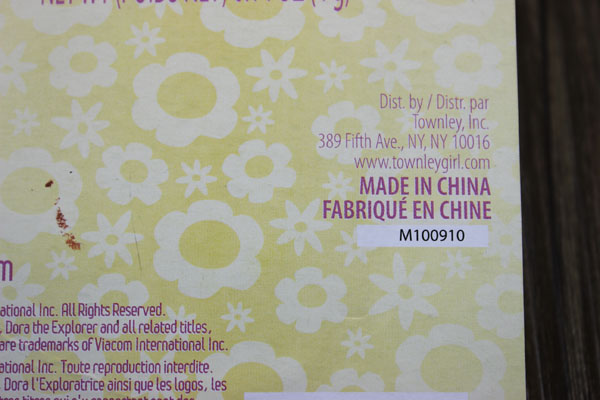 Dist. by / Distr. par
Townley, Inc.
389 Fifth Ave., NY, NY 10016
www.townleygirl.com
MADE IN CHINA
FABRIQUÉ EN CHINE
M100910
m
ational Inc. All Rights Reserved.
, Dora the Explorer and all related titles,
are trademarks of Viacom International Inc.
ational Inc. Toute reproduction interdite.
Dora l'Exploratrice ainsi que les logos, les